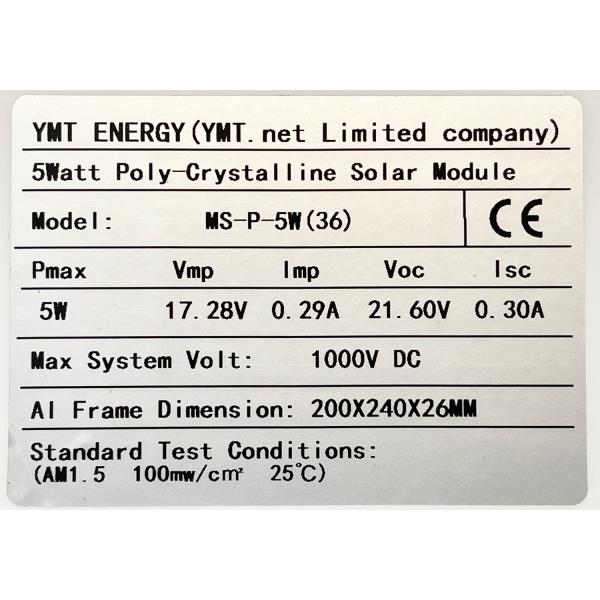 YMT ENERGY(YMT.net Limited company)
5Watt Poly-Crystalline Solar Module
Model: MS-P-5W(36) CE
Pmax Vmp Imp Voc Isc
5W 17.28V 0.29A 21.60V 0.30A
Max System Volt: 1000V DC
Al Frame Dimension: 200X240X26MM
Standard Test Conditions:
(AM1.5 100mw/cm² 25℃)